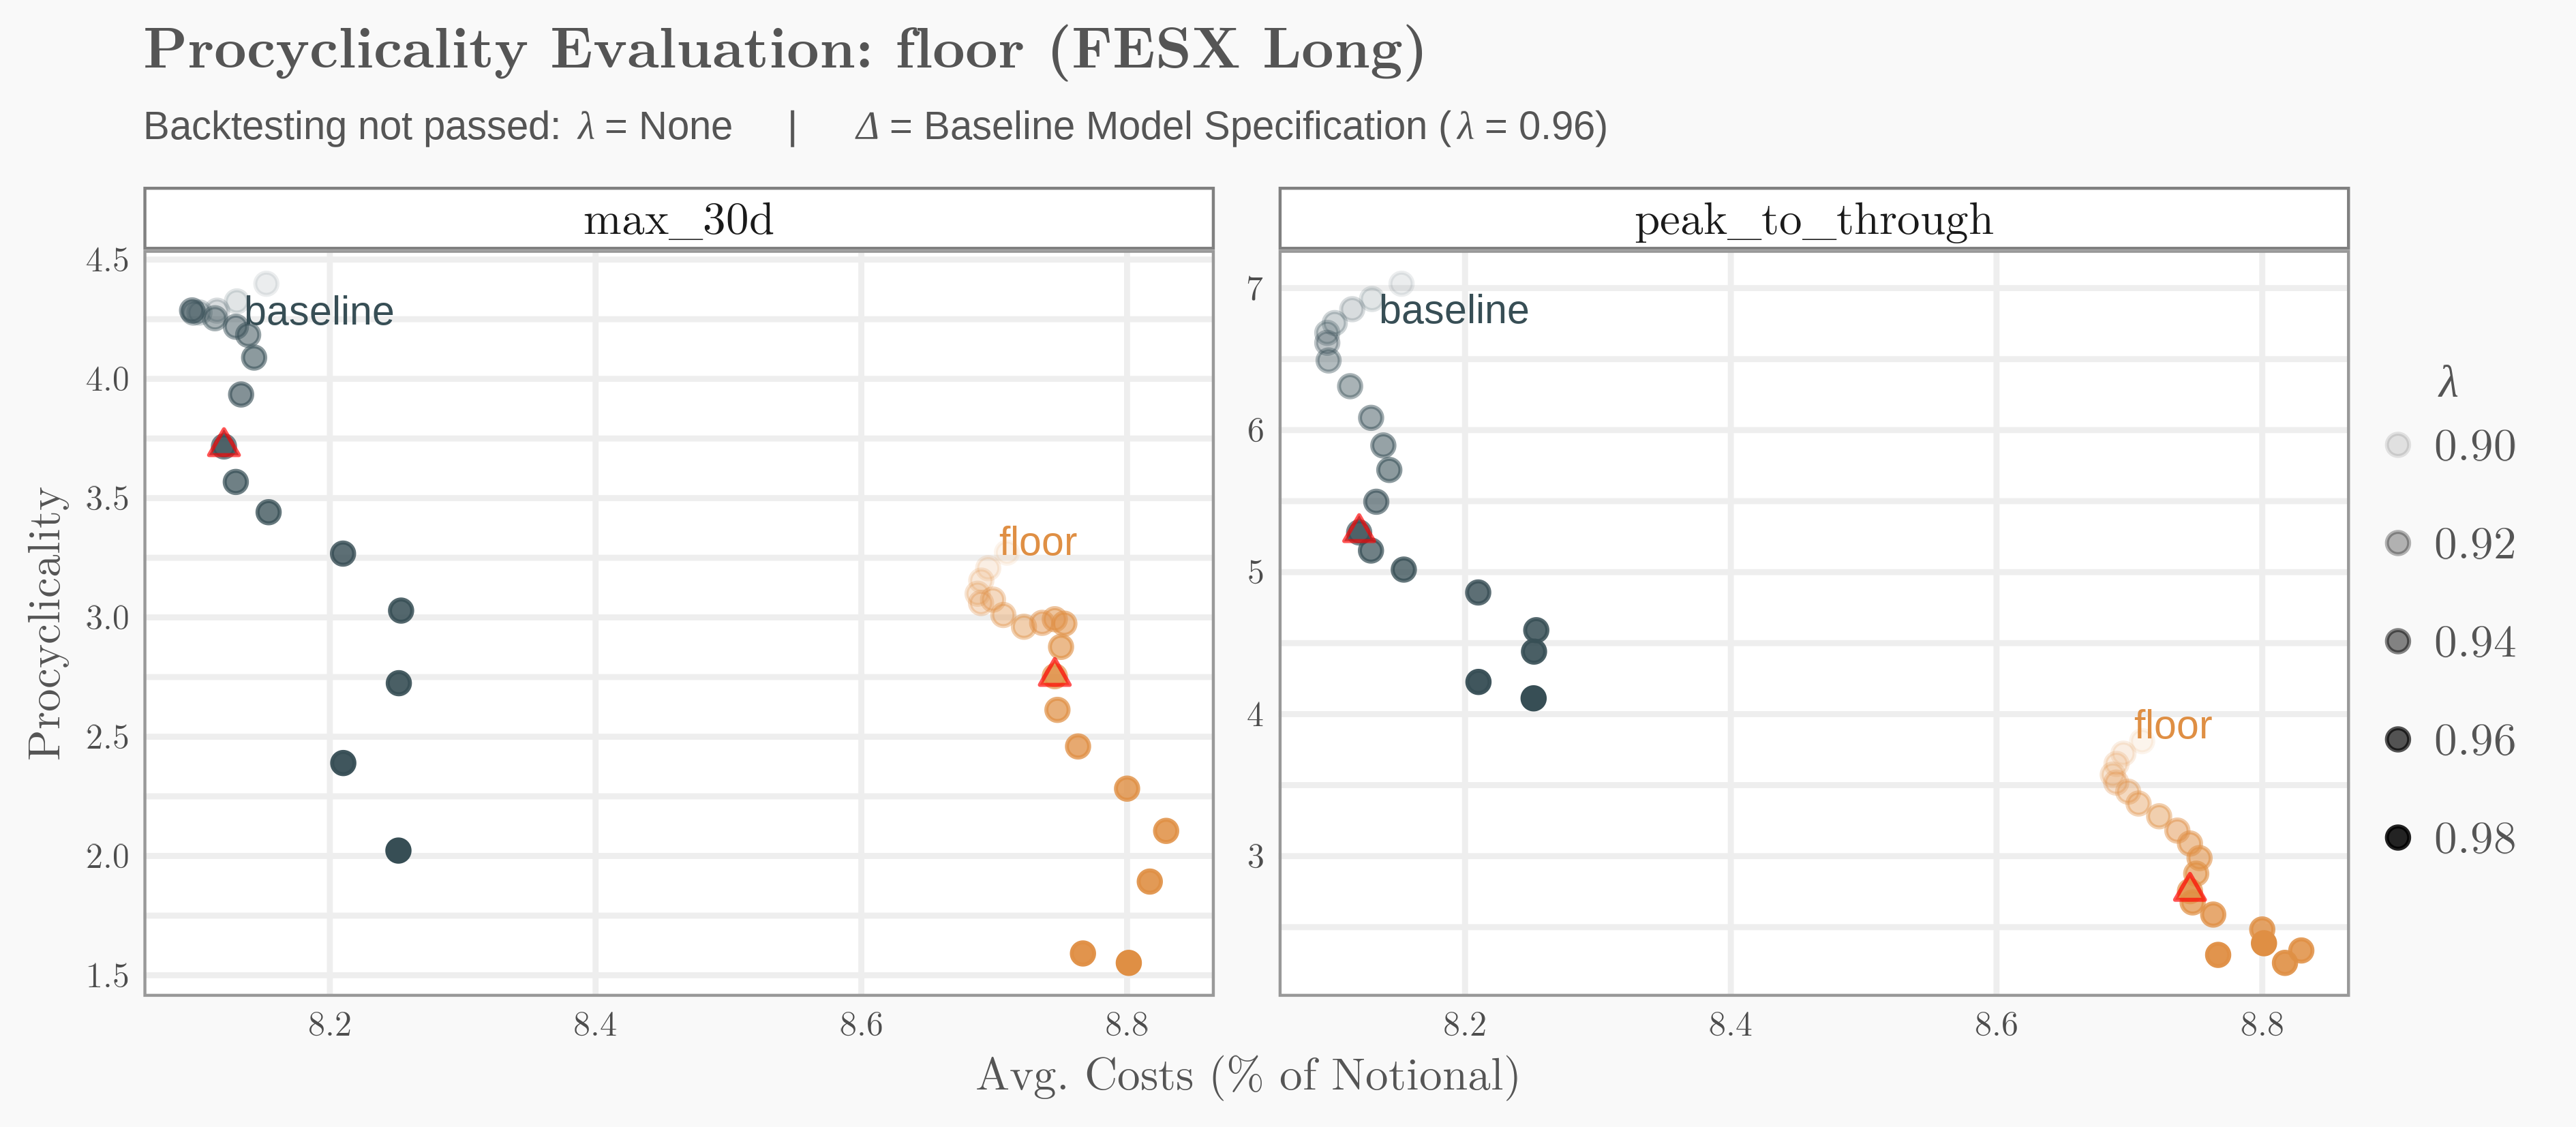 Procyclicality Evaluation: floor (FESX Long)
Backtesting not passed: λ = None | Δ = Baseline Model Specification (λ = 0.96)
max_30d
peak_to_through
Procyclicality
4.5
4.0
3.5
3.0
2.5
2.0
1.5
baseline
floor
7
6
5
4
3
baseline
floor
8.2
8.4
8.6
8.8
8.2
8.4
8.6
8.8
Avg. Costs (% of Notional)
λ
0.90
0.92
0.94
0.96
0.98